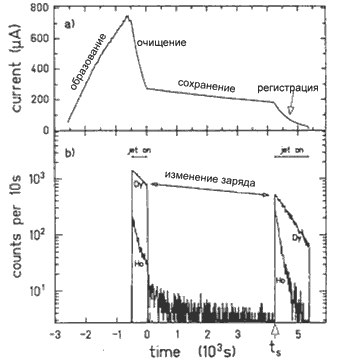 800
600
400
200
0
current (μA)
a)
образование
очищение
сохранение
регистрация
b)
jet on
jet on
изменение заряда
10³
10²
10¹
counts per 10s
Dy
Ho
Dy
Ho
-3 -2 -1 0 1 2 3 4 5
time (10³s)
ts